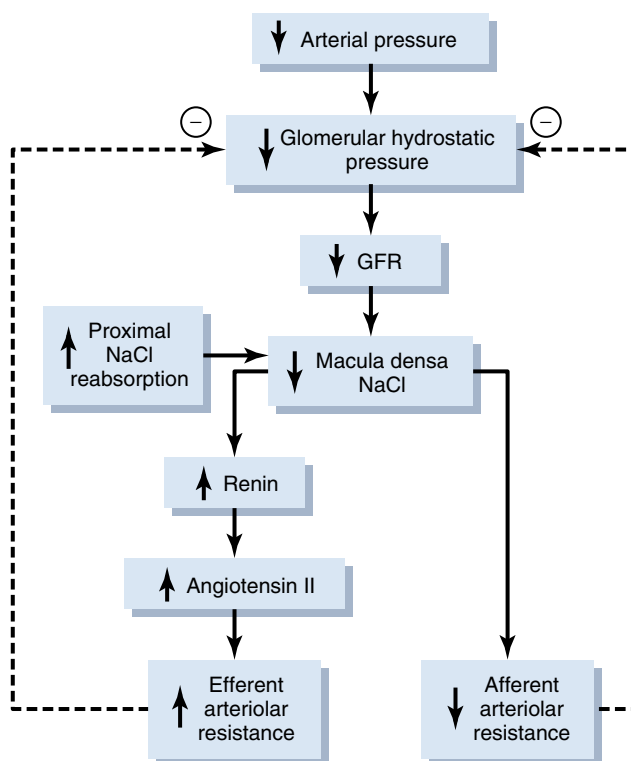 Arterial pressure
−
−
Glomerular hydrostatic
pressure
GFR
Proximal
NaCl
reabsorption
Macula densa
NaCl
Renin
Angiotensin II
Efferent
arteriolar
resistance
Afferent
arteriolar
resistance